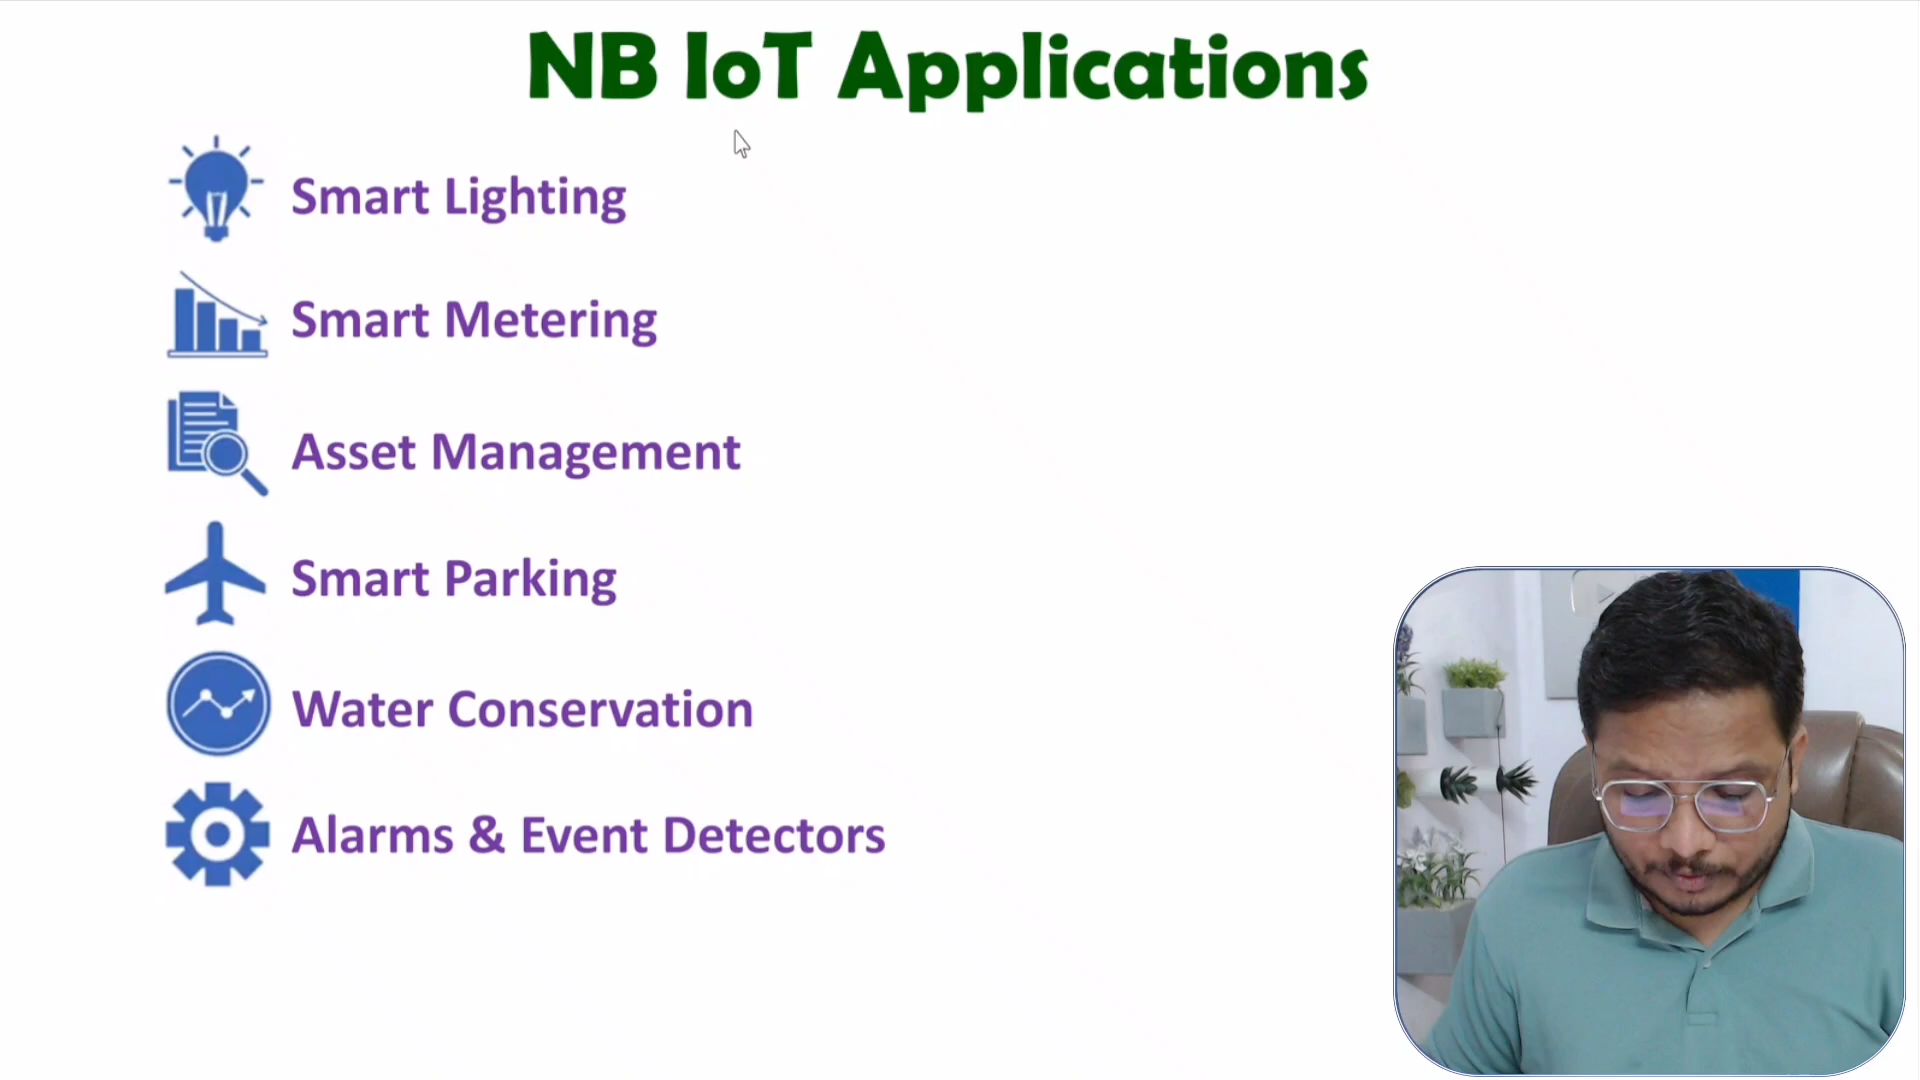 NB IoT Applications
Smart Lighting
Smart Metering
Asset Management
Smart Parking
Water Conservation
Alarms & Event Detectors